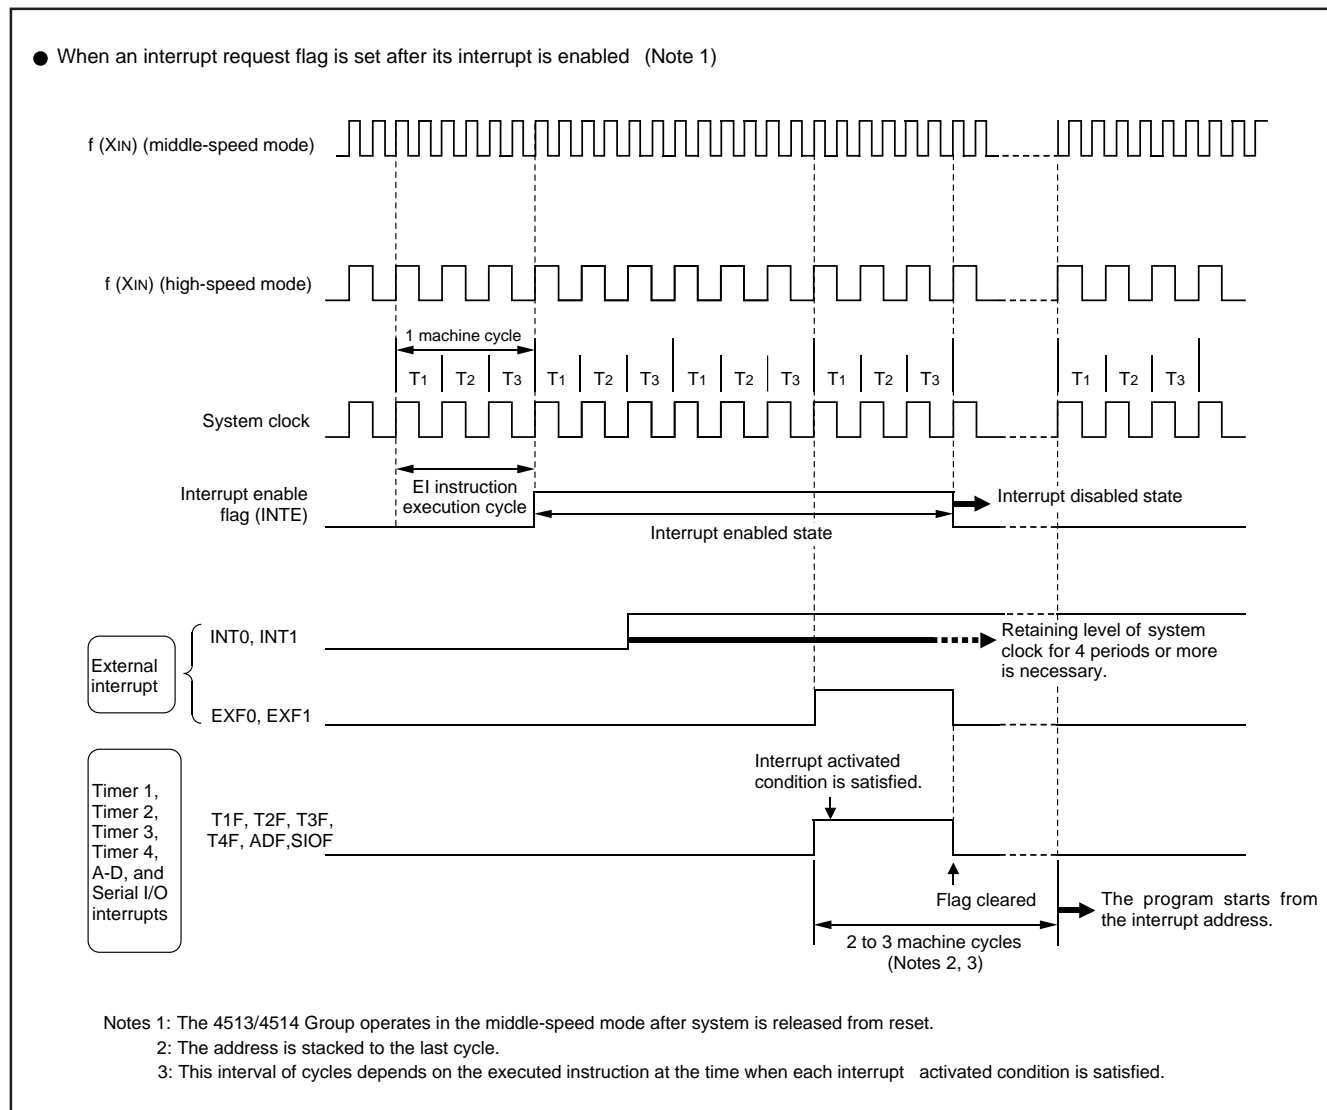 ● When an interrupt request flag is set after its interrupt is enabled (Note 1)
f (XIN) (middle-speed mode)
f (XIN) (high-speed mode)
1 machine cycle
T1 T2 T3 T1 T2 T3 T1 T2 T3 T1 T2 T3 T1 T2 T3
System clock
EI instruction
execution cycle
Interrupt enable
flag (INTE)
Interrupt disabled state
Interrupt enabled state
External
interrupt
INT0, INT1
Retaining level of system
clock for 4 periods or more
is necessary.
EXF0, EXF1
Timer 1,
Timer 2,
Timer 3,
Timer 4,
A-D, and
Serial I/O
interrupts
T1F, T2F, T3F,
T4F, ADF,SIOF
Interrupt activated
condition is satisfied.
Flag cleared
2 to 3 machine cycles
(Notes 2, 3)
The program starts from
the interrupt address.
Notes 1: The 4513/4514 Group operates in the middle-speed mode after system is released from reset.
2: The address is stacked to the last cycle.
3: This interval of cycles depends on the executed instruction at the time when each interrupt activated condition is satisfied.